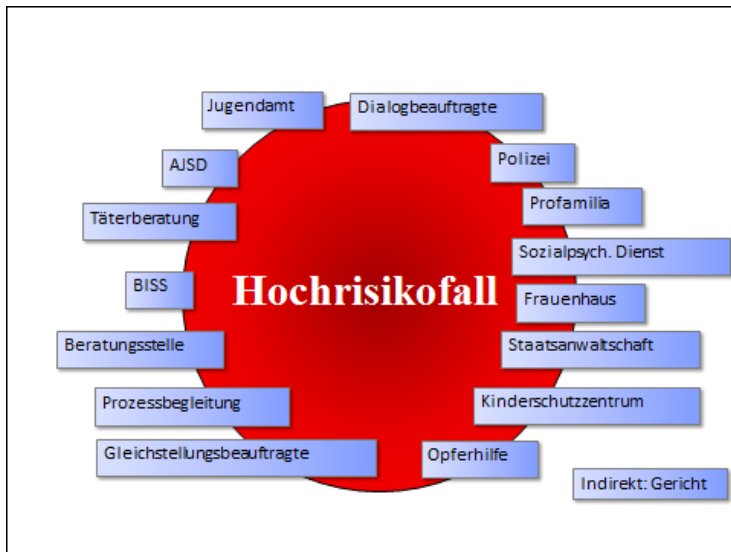 Jugendamt
Dialogbeauftragte
AJSD
Polizei
Täterberatung
Profamilia
Sozialpsych. Dienst
BISS
Hochrisikofall
Frauenhaus
Beratungsstelle
Staatsanwaltschaft
Prozessbegleitung
Kinderschutzzentrum
Gleichstellungsbeauftragte
Opferhilfe
Indirekt: Gericht